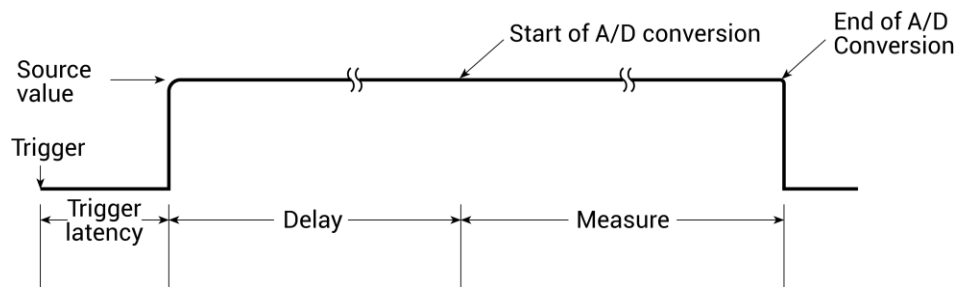 Start of A/D conversion
End of A/D
Conversion
Source
value
Trigger
Trigger
latency
Delay
Measure